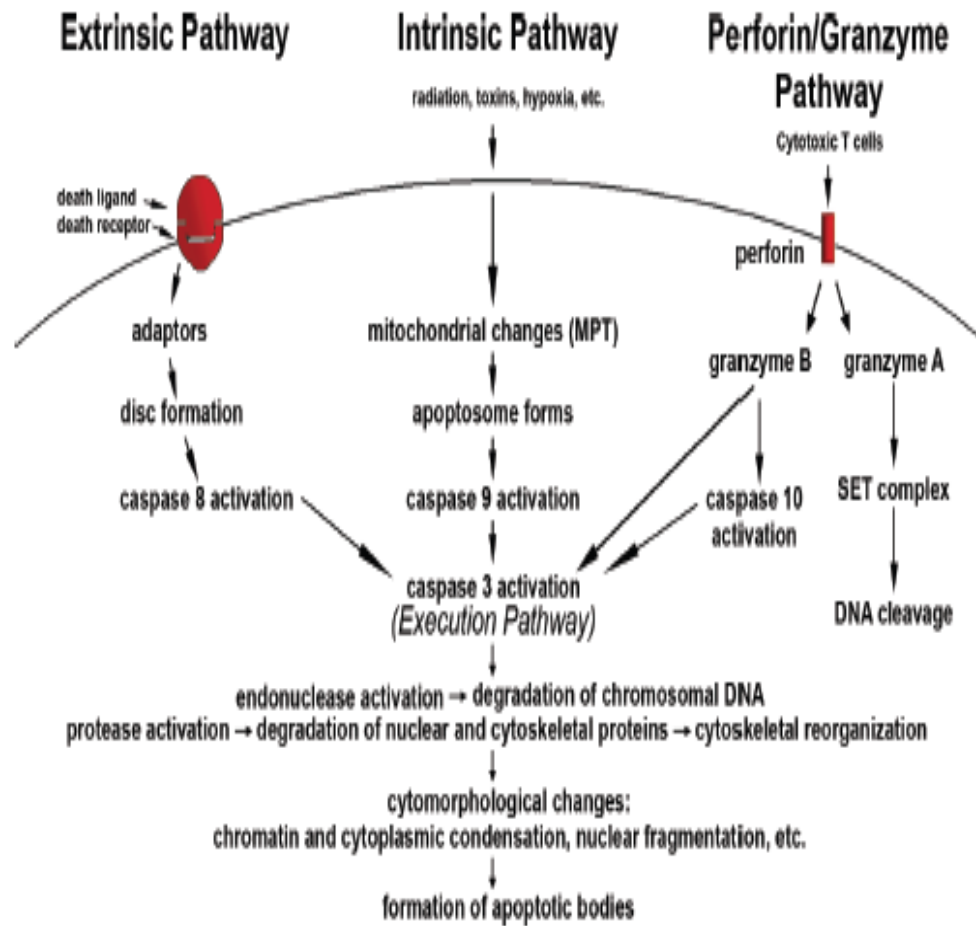 Extrinsic Pathway
Intrinsic Pathway
Perforin/Granzyme
Pathway
radiation, toxins, hypoxia, etc.
Cytotoxic T cells
death ligand
death receptor
perforin
adaptors
mitochondrial changes (MPT)
granzyme B
granzyme A
disc formation
apoptosome forms
caspase 8 activation
caspase 9 activation
caspase 10
activation
SET complex
caspase 3 activation
(Execution Pathway)
DNA cleavage
endonuclease activation → degradation of chromosomal DNA
protease activation → degradation of nuclear and cytoskeletal proteins → cytoskeletal reorganization
cytomorphological changes:
chromatin and cytoplasmic condensation, nuclear fragmentation, etc.
formation of apoptotic bodies